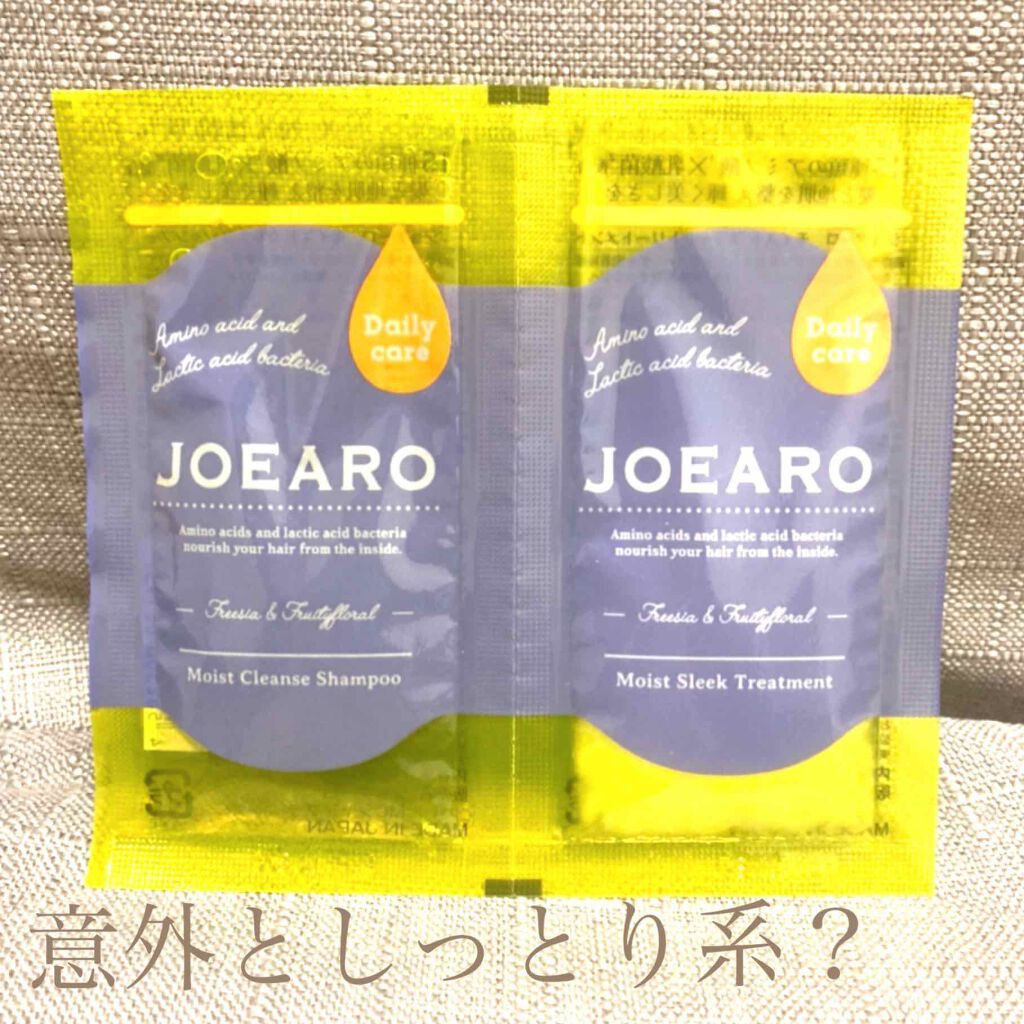 Amino acid and
Lactic acid bacteria
Daily
care
JOEARO
Amino acids and lactic acid bacteria
nourish your hair from the inside.
Freesia & Fruityfloral
Moist Cleanse Shampoo
MADE IN JAPAN
Amino acid and
Lactic acid bacteria
Daily
care
JOEARO
Amino acids and lactic acid bacteria
nourish your hair from the inside.
Freesia & Fruityfloral
Moist Sleek Treatment
意外としっとり系？